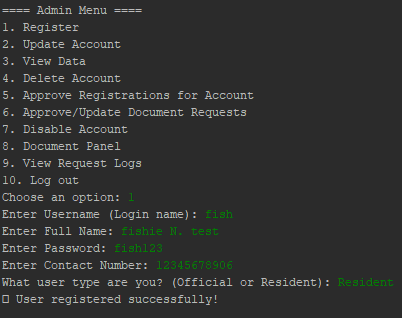 ==== Admin Menu ====
1. Register
2. Update Account
3. View Data
4. Delete Account
5. Approve Registrations for Account
6. Approve/Update Document Requests
7. Disable Account
8. Document Panel
9. View Request Logs
10. Log out
Choose an option: 1
Enter Username (Login name): fish
Enter Full Name: fishie N. test
Enter Password: fish123
Enter Contact Number: 12345678906
What user type are you? (Official or Resident): Resident
▯ User registered successfully!